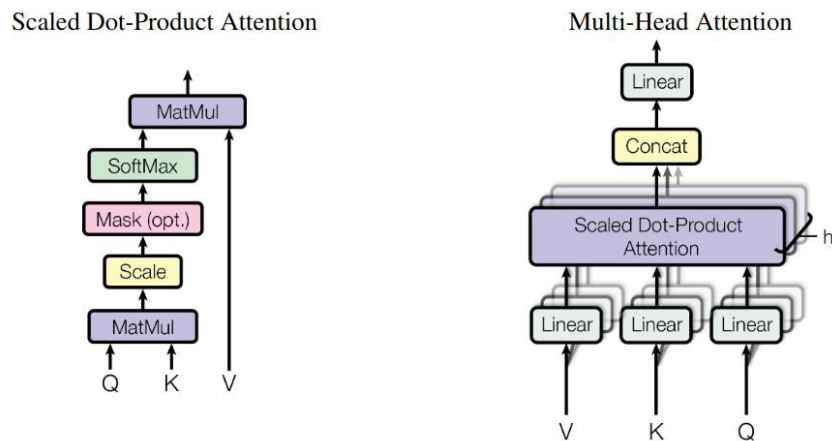 Scaled Dot-Product Attention
MatMul
SoftMax
Mask (opt.)
Scale
MatMul
Q K V
Multi-Head Attention
Linear
Concat
Scaled Dot-Product
Attention
h
Linear Linear Linear
V K Q